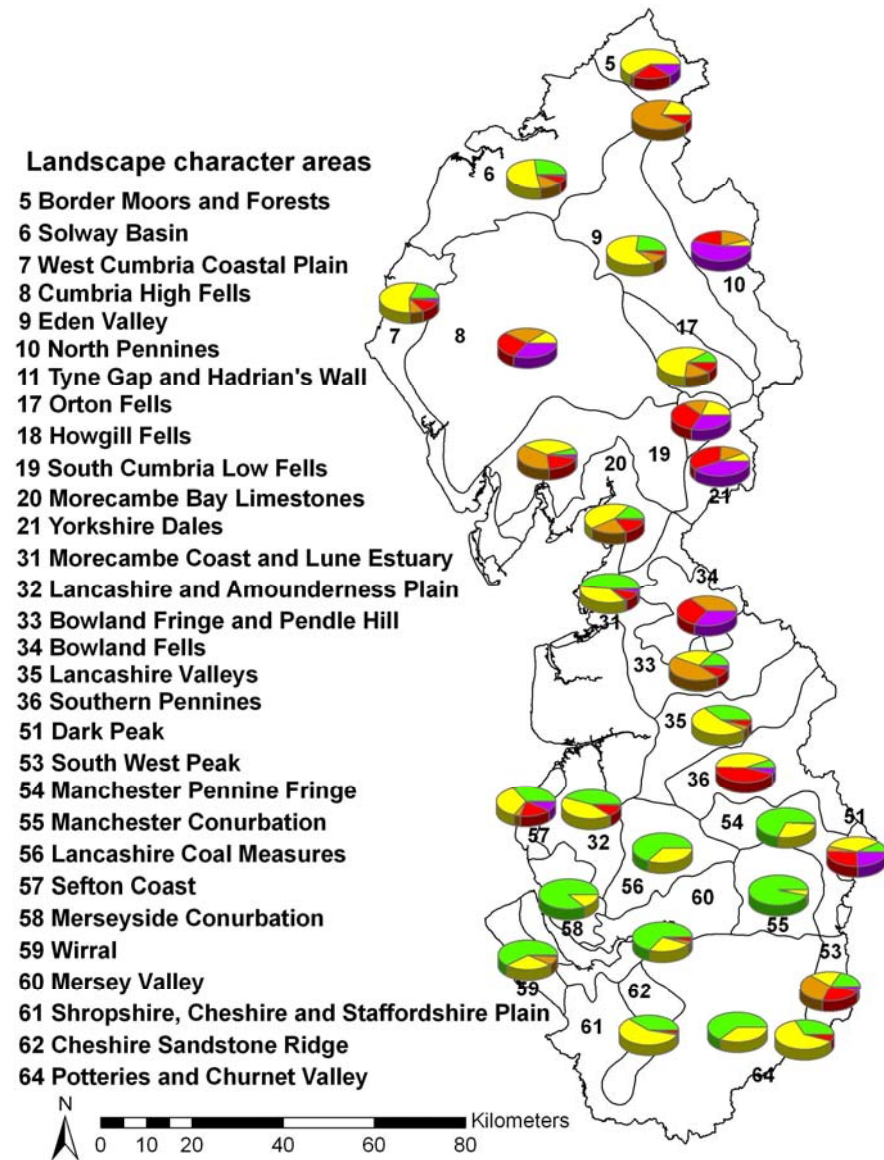 Landscape character areas
5 Border Moors and Forests
6 Solway Basin
7 West Cumbria Coastal Plain
8 Cumbria High Fells
9 Eden Valley
10 North Pennines
11 Tyne Gap and Hadrian's Wall
17 Orton Fells
18 Howgill Fells
19 South Cumbria Low Fells
20 Morecambe Bay Limestones
21 Yorkshire Dales
31 Morecambe Coast and Lune Estuary
32 Lancashire and Amounderness Plain
33 Bowland Fringe and Pendle Hill
34 Bowland Fells
35 Lancashire Valleys
36 Southern Pennines
51 Dark Peak
53 South West Peak
54 Manchester Pennine Fringe
55 Manchester Conurbation
56 Lancashire Coal Measures
57 Sefton Coast
58 Merseyside Conurbation
59 Wirral
60 Mersey Valley
61 Shropshire, Cheshire and Staffordshire Plain
62 Cheshire Sandstone Ridge
64 Potteries and Churnet Valley
N
Kilometers
0 10 20 40 60 80
5
6
9
10
7
8
17
19
20
21
34
31
33
35
36
54
51
57
32
56
60
55
58
53
59
62
61
64